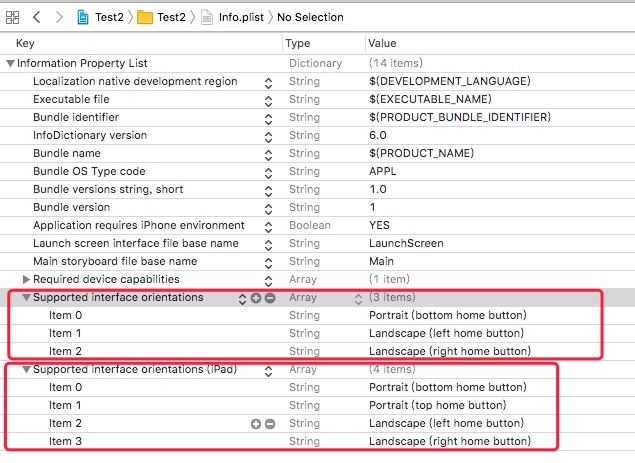 Test2 Test2 Info.plist No Selection
Key Type Value
Information Property List Dictionary (14 items)
Localization native development region String $(DEVELOPMENT_LANGUAGE)
Executable file String $(EXECUTABLE_NAME)
Bundle identifier String $(PRODUCT_BUNDLE_IDENTIFIER)
InfoDictionary version String 6.0
Bundle name String $(PRODUCT_NAME)
Bundle OS Type code String APPL
Bundle versions string, short String 1.0
Bundle version String 1
Application requires iPhone environment Boolean YES
Launch screen interface file base name String LaunchScreen
Main storyboard file base name String Main
Required device capabilities Array (1 item)
Supported interface orientations Array (3 items)
Item 0 String Portrait (bottom home button)
Item 1 String Landscape (left home button)
Item 2 String Landscape (right home button)
Supported interface orientations (iPad) Array (4 items)
Item 0 String Portrait (bottom home button)
Item 1 String Portrait (top home button)
Item 2 String Landscape (left home button)
Item 3 String Landscape (right home button)